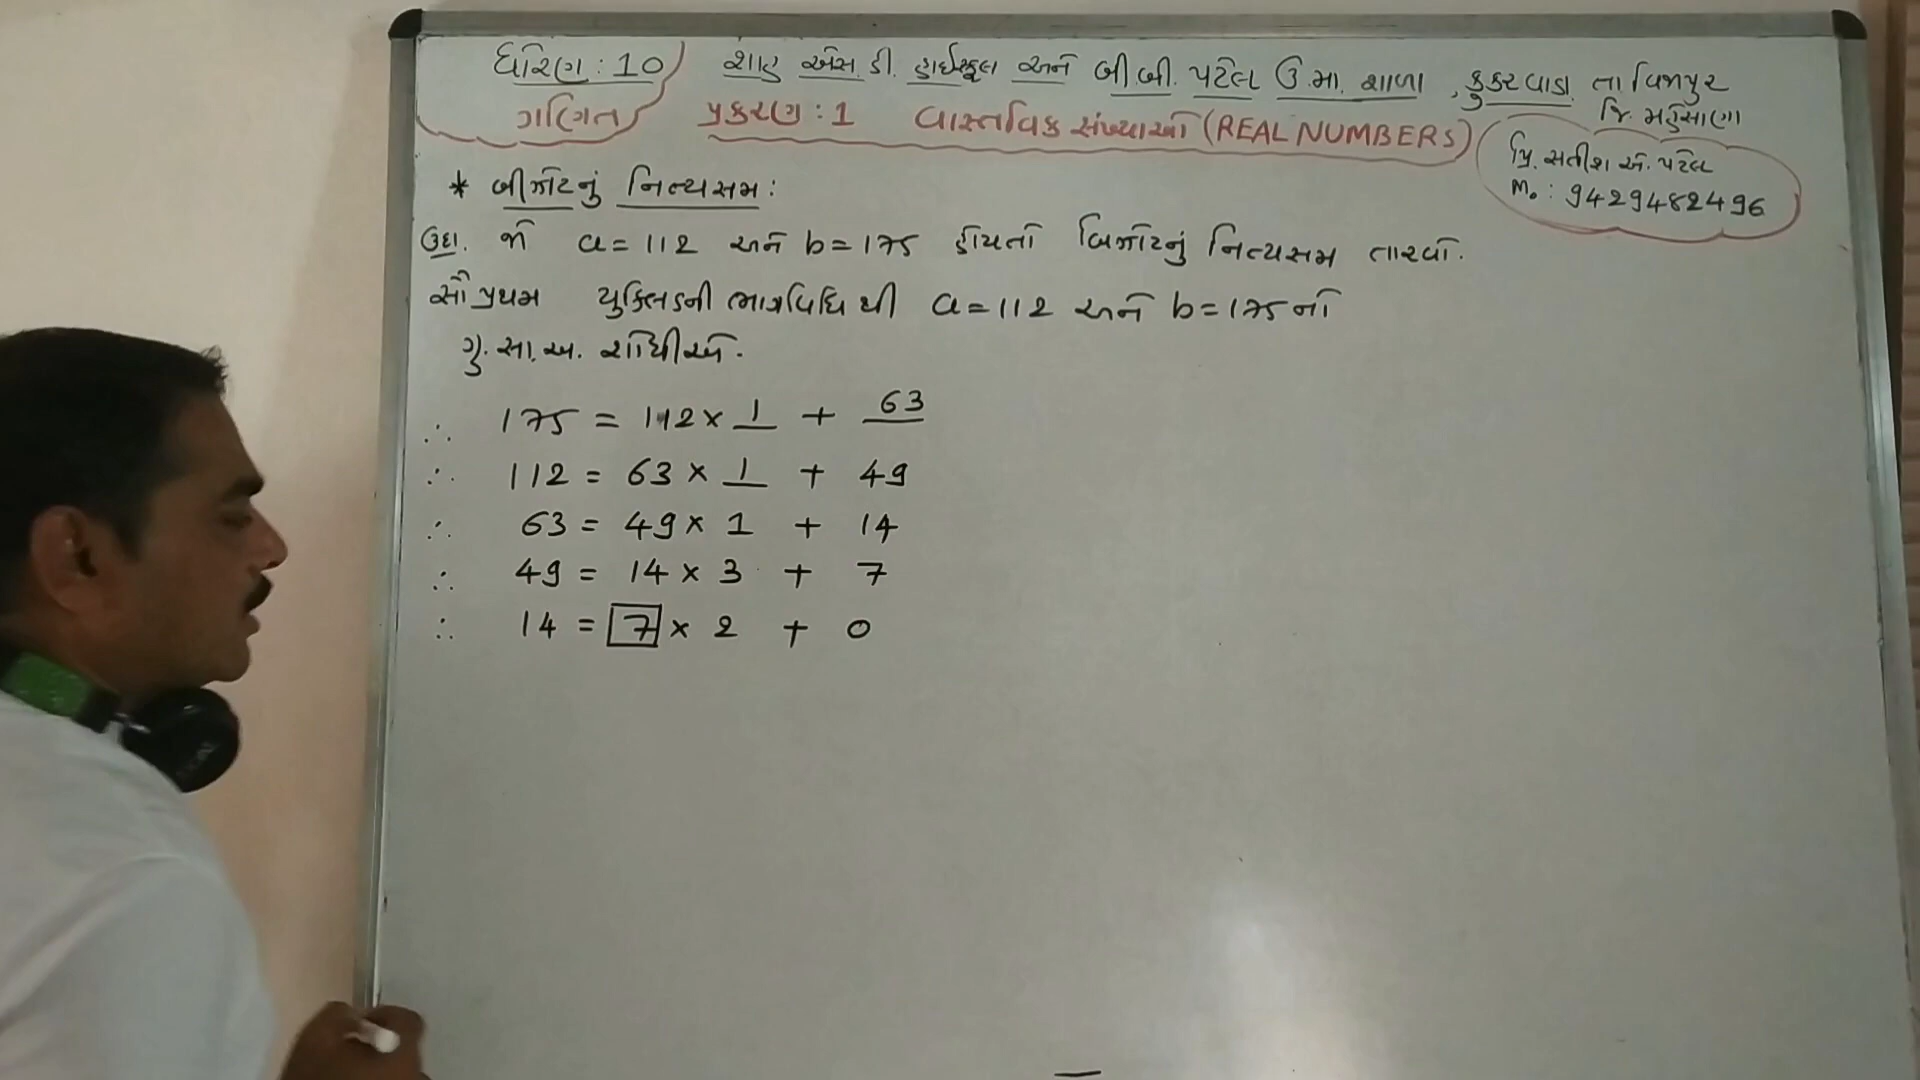 ધોરણ : 10 શાહ એસ.ડી. હાઈસ્કૂલ અને બી.બી. પટેલ ઉ.મા. શાળા, કુકરવાડા તા વિજાપુર
જિ. મહેસાણા
ગણિત પ્રકરણ : 1 વાસ્તવિક સંખ્યાઓ (REAL NUMBERS)
પ્રિ. સતીશ એ. પટેલ
M. : 9429482496
* બીઝોટનું નિત્યસમ :
ઉદા. જો a = 112 અને b = 175 હોયતો બિઝોટનું નિત્યસમ તારવો.
સૌ પ્રથમ યુક્લિડની ભાગવિધિ થી a = 112 અને b = 175 નો
ગુ. સા. અ. શોધીએ.
∴ 175 = 112 × 1 + 63
∴ 112 = 63 × 1 + 49
∴ 63 = 49 × 1 + 14
∴ 49 = 14 × 3 + 7
∴ 14 = 7 × 2 + 0